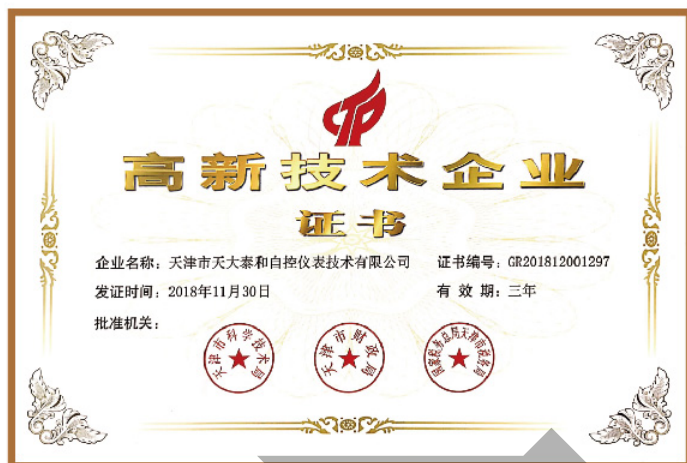 高新技术企业
证书
企业名称：天津市天大泰和自控仪表技术有限公司 证书编号：GR201812001297
发证时间：2018年11月30日 有 效 期：三年
批准机关：
天津市科学技术局 天津市财政局 国家税务总局天津市税务局